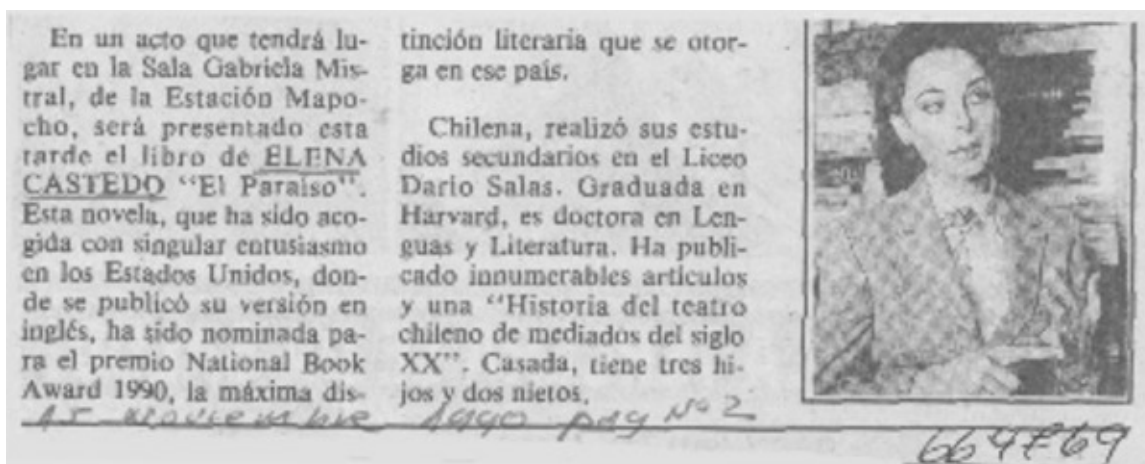 En un acto que tendrá lu-
gar en la Sala Gabriela Mis-
tral, de la Estación Mapo-
cho, será presentado esta
tarde el libro de ELENA
CASTEDO "El Paraíso".
Esta novela, que ha sido aco-
gida con singular entusiasmo
en los Estados Unidos, don-
de se publicó su versión en
inglés, ha sido nominada pa-
ra el premio National Book
Award 1990, la máxima dis-
tinción literaria que se otor-
ga en ese país.
Chilena, realizó sus estu-
dios secundarios en el Liceo
Darío Salas. Graduada en
Harvard, es doctora en Len-
guas y Literatura. Ha publi-
cado innumerables artículos
y una "Historia del teatro
chileno de mediados del siglo
XX". Casada, tiene tres hi-
jos y dos nietos.
15 noviembre 1990 pag Nº 2